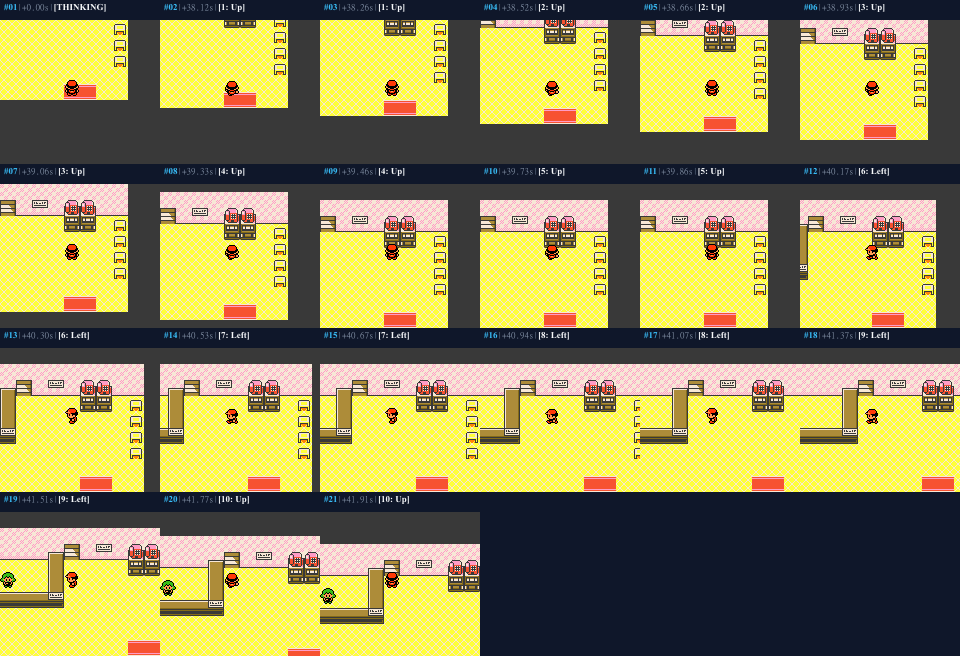 #01|+0.00s|[THINKING]
#02|+38.12s|[1: Up]
#03|+38.26s|[1: Up]
#04|+38.52s|[2: Up]
#05|+38.66s|[2: Up]
#06|+38.93s|[3: Up]
#07|+39.06s|[3: Up]
#08|+39.33s|[4: Up]
#09|+39.46s|[4: Up]
#10|+39.73s|[5: Up]
#11|+39.86s|[5: Up]
#12|+40.17s|[6: Left]
#13|+40.30s|[6: Left]
#14|+40.53s|[7: Left]
#15|+40.67s|[7: Left]
#16|+40.94s|[8: Left]
#17|+41.07s|[8: Left]
#18|+41.37s|[9: Left]
#19|+41.51s|[9: Left]
#20|+41.77s|[10: Up]
#21|+41.91s|[10: Up]